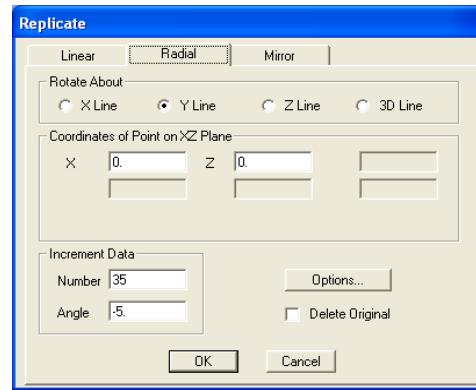 Replicate
Linear Radial Mirror
Rotate About
X Line Y Line Z Line 3D Line
Coordinates of Point on XZ Plane
X 0. Z 0.
Increment Data
Number 35 Options...
Angle -5. Delete Original
OK Cancel